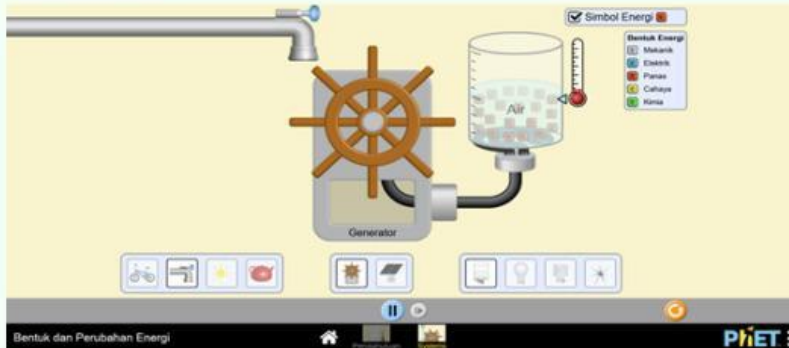 Simbol Energi E
Bentuk Energi
E Mekanik
E Elektrik
E Panas
E Cahaya
E Kimia
Air
Generator
Bentuk dan Perubahan Energi
PhET